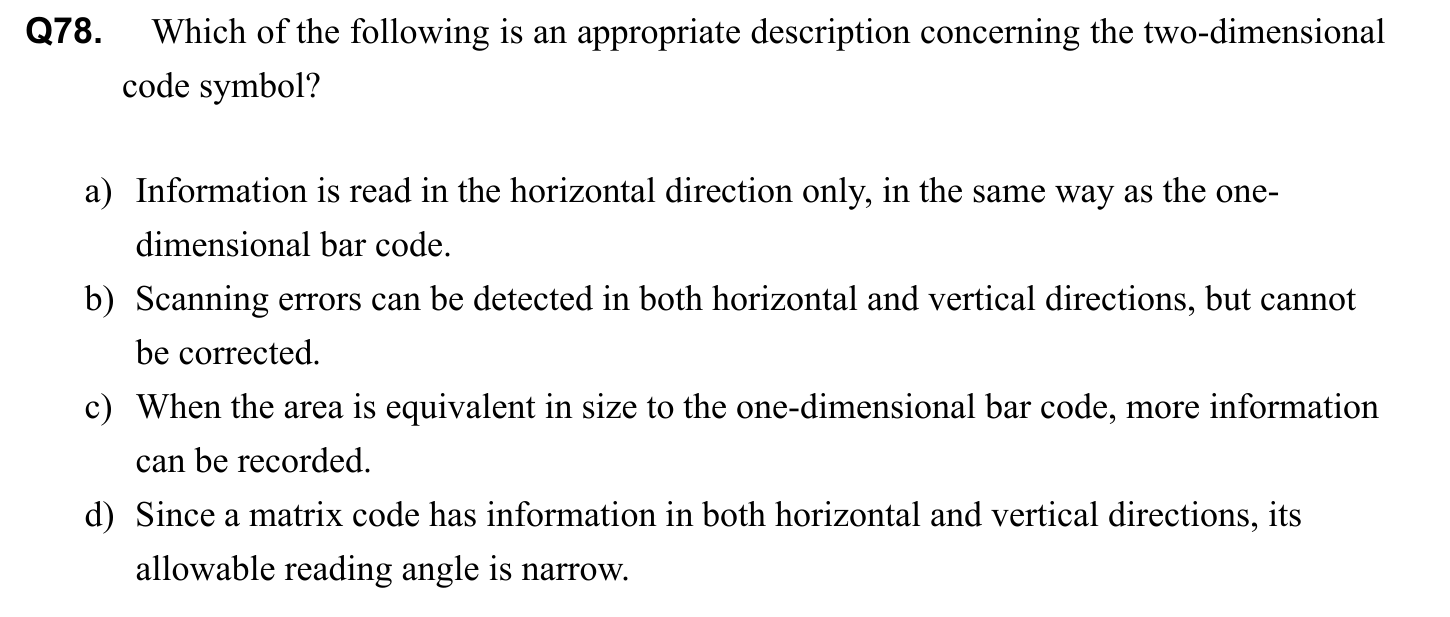 Q78. Which of the following is an appropriate description concerning the two-dimensional
code symbol?
a) Information is read in the horizontal direction only, in the same way as the one-
dimensional bar code.
b) Scanning errors can be detected in both horizontal and vertical directions, but cannot
be corrected.
c) When the area is equivalent in size to the one-dimensional bar code, more information
can be recorded.
d) Since a matrix code has information in both horizontal and vertical directions, its
allowable reading angle is narrow.